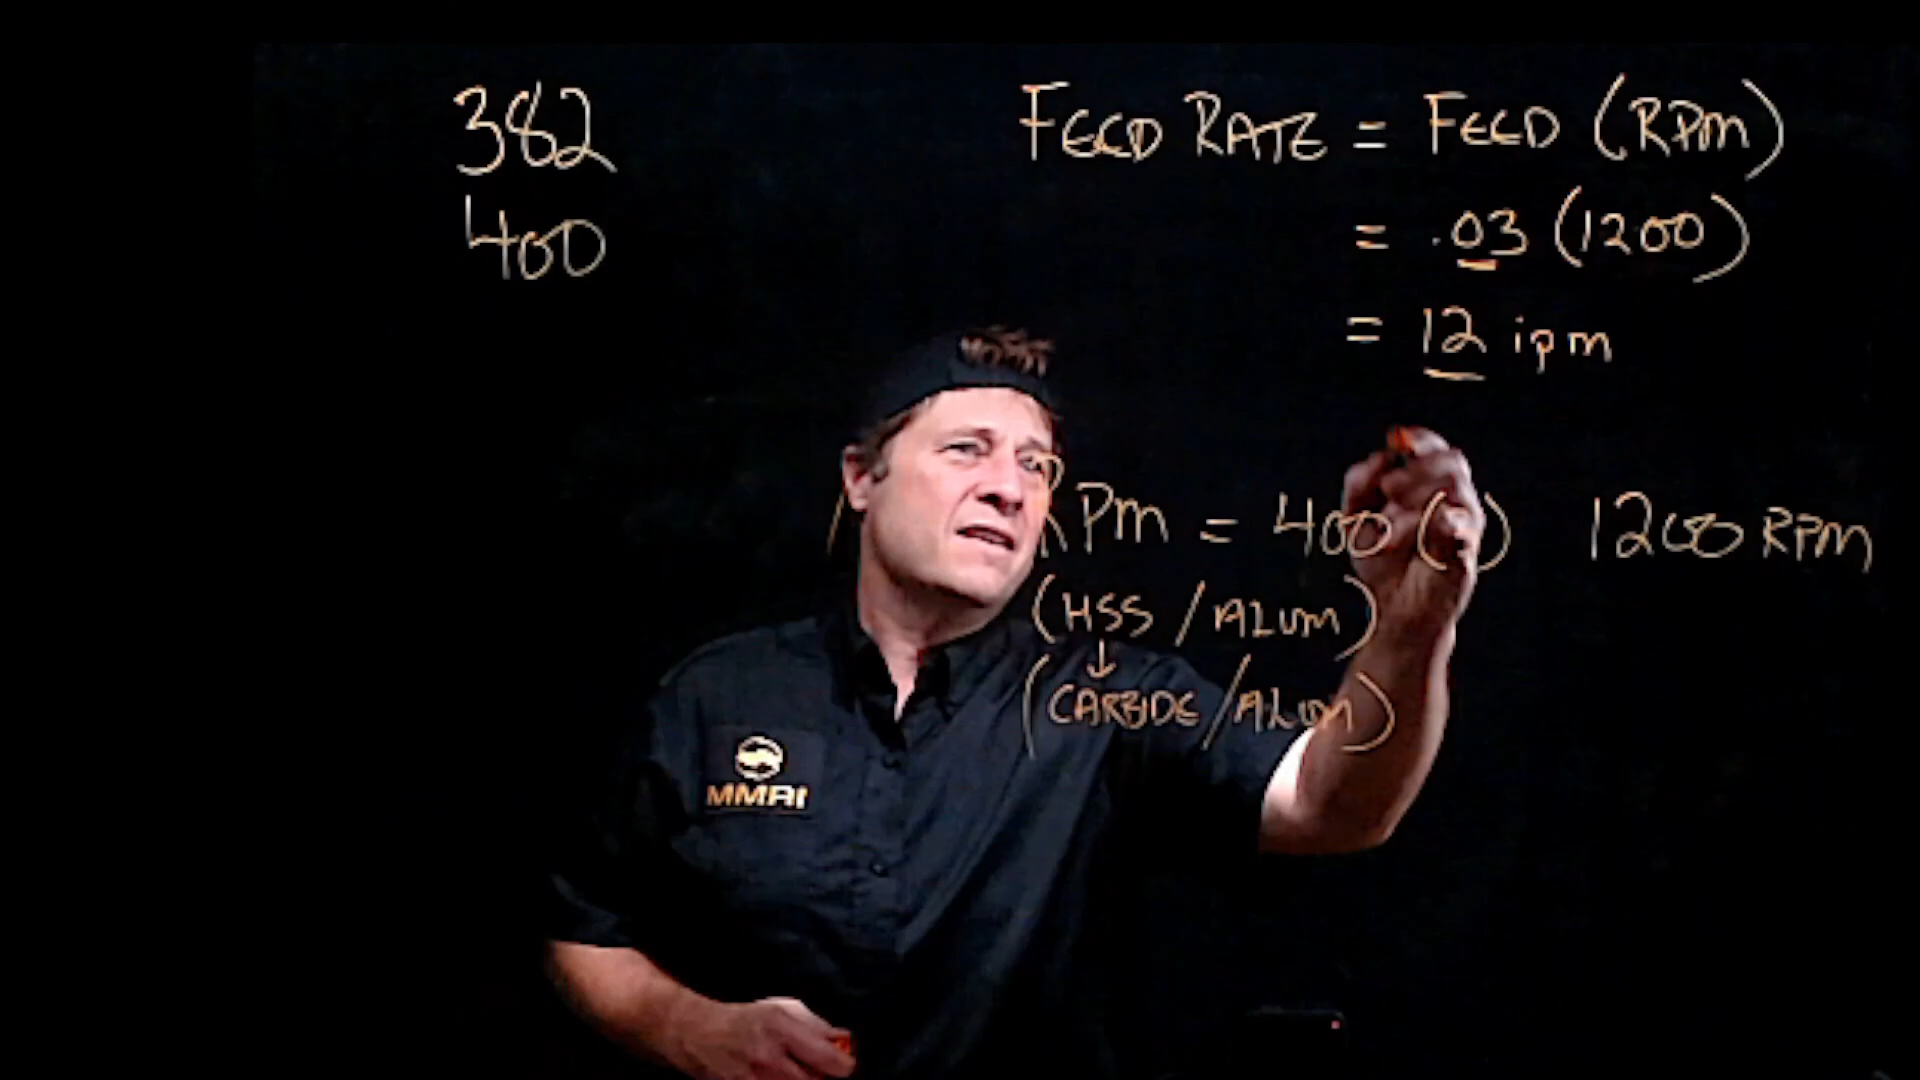 382
400
FEED RATE = FEED (RPM)
= .03 (1200)
= 12 ipm
RPM = 400 ( ) 1200 RPM
(HSS / ALUM)
↓
(CARBIDE / ALUM)
MMRI